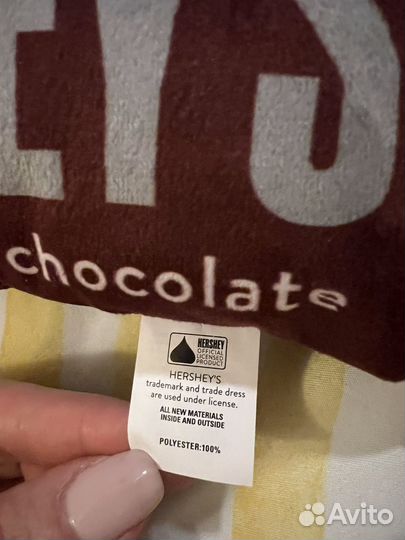 EY'S
chocolate
HERSHEY
OFFICIAL
LICENSED
PRODUCT
HERSHEY'S
trademark and trade dress
are used under license.
ALL NEW MATERIALS
INSIDE AND OUTSIDE
POLYESTER:100%
Avito